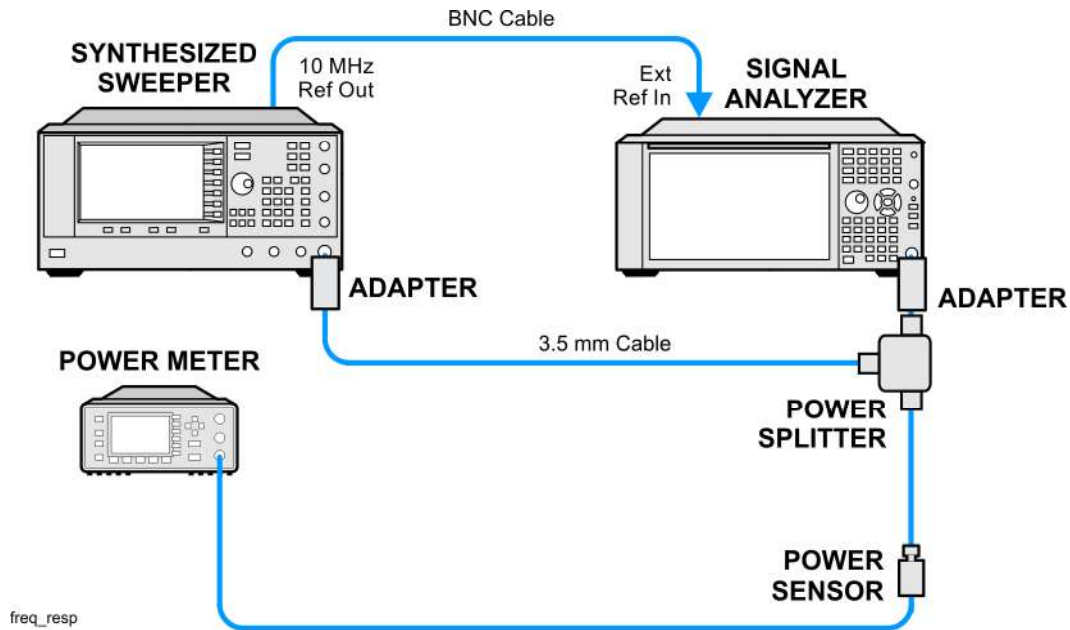 BNC Cable
SYNTHESIZED
SWEEPER
10 MHz
Ref Out
Ext
Ref In
SIGNAL
ANALYZER
ADAPTER
ADAPTER
3.5 mm Cable
POWER METER
POWER
SPLITTER
POWER
SENSOR
freq_resp